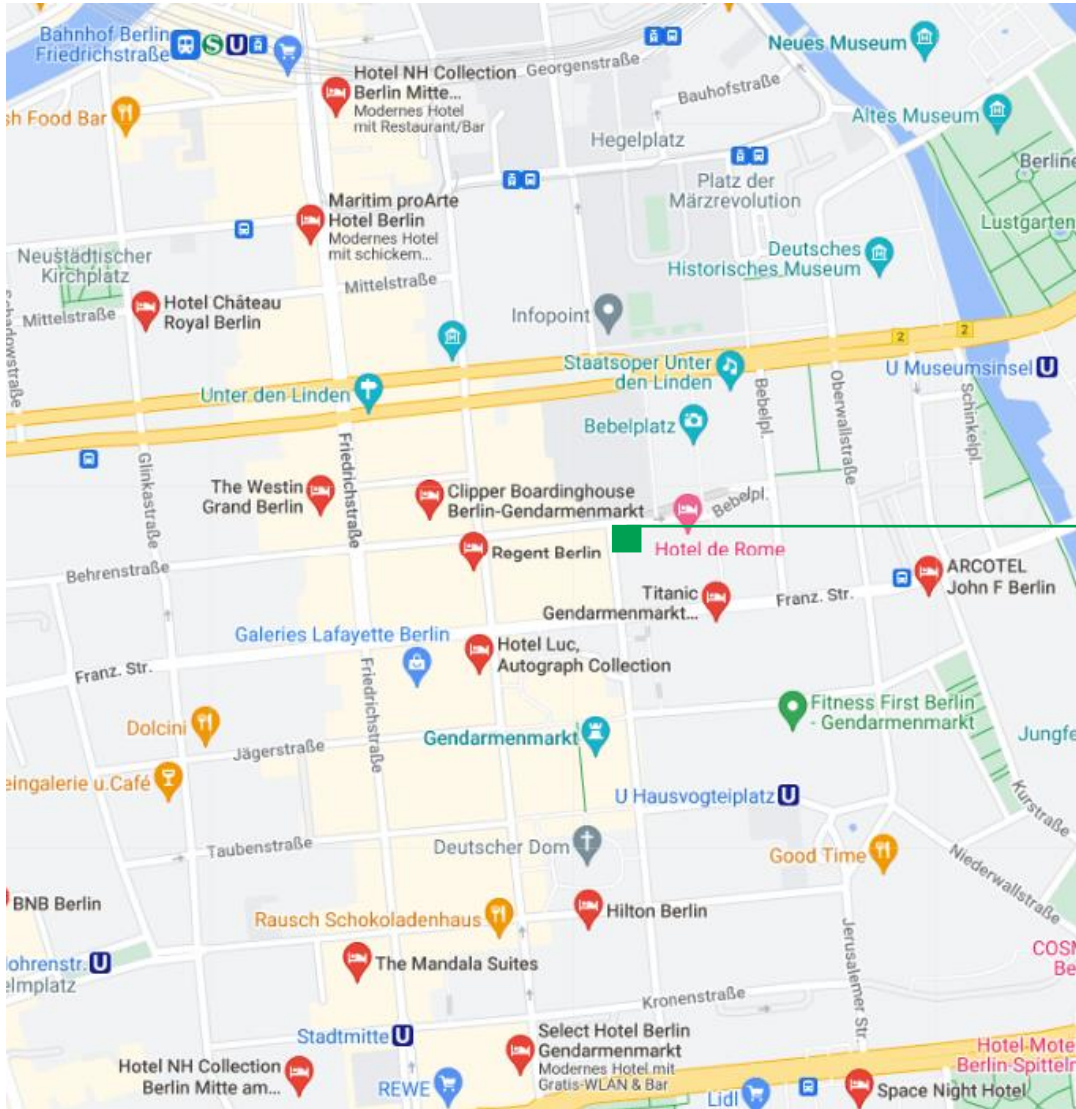 Bahnhof Berlin
Friedrichstraße
S
U
Hotel NH Collection
Berlin Mitte...
Modernes Hotel
mit Restaurant/Bar
Georgenstraße
Bauhofstraße
Neues Museum
sh Food Bar
Hegelplatz
Altes Museum
Berline
Platz der
Märzrevolution
Maritim proArte
Hotel Berlin
Modernes Hotel
mit schickem...
Lustgarten
Neustädtischer
Kirchplatz
Deutsches
Historisches Museum
Mittelstraße
Hotel Château
Royal Berlin
Mittelstraße
Schadowstraße
Infopoint
2
2
Staatsoper Unter
den Linden
U Museumsinsel U
Unter den Linden
Bebelpl.
Oberwallstraße
Schinkelpl.
Bebelplatz
Glinkastraße
Friedrichstraße
The Westin
Grand Berlin
Clipper Boardinghouse
Berlin-Gendarmenmarkt
Bebelpl.
Regent Berlin
Hotel de Rome
Behrenstraße
ARCOTEL
John F Berlin
Titanic
Gendarmenmarkt...
Franz. Str.
Galeries Lafayette Berlin
Hotel Luc,
Autograph Collection
Franz. Str.
Friedrichstraße
Fitness First Berlin
- Gendarmenmarkt
Dolcini
Gendarmenmarkt
Jungfe
Jägerstraße
eingalerie u.Café
U Hausvogteiplatz U
Kurstraße
Taubenstraße
Deutscher Dom
Good Time
Niederwallstraße
BNB Berlin
Rausch Schokoladenhaus
Hilton Berlin
Jerusalemer Str.
ohrenstr. U
elmplatz
The Mandala Suites
COSM
Be
Kronenstraße
Stadtmitte U
Select Hotel Berlin
Gendarmenmarkt
Modernes Hotel mit
Gratis-WLAN & Bar
Hotel NH Collection
Berlin Mitte am...
REWE
Lidl
Hotel-Mote
Berlin-Spitteln
Space Night Hotel